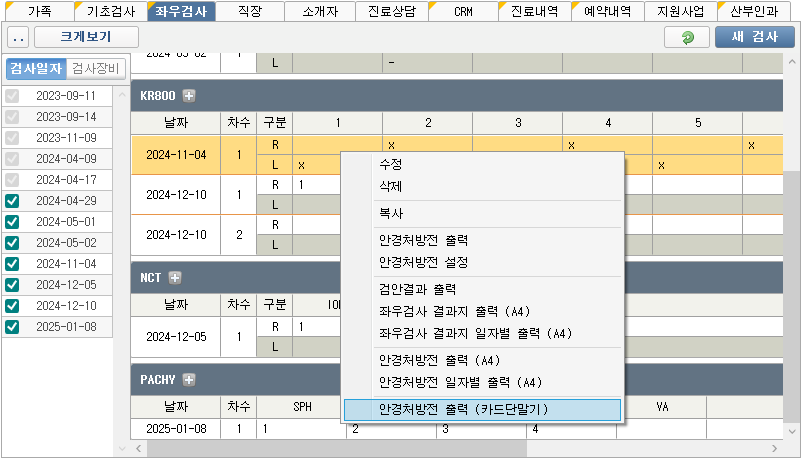 가족 기초검사 좌우검사 직장 소개자 진료상담 CRM 진료내역 예약내역 지원사업 산부인과
.. 크게보기 새 검사
검사일자 검사장비
2023-09-11
2023-09-14
2023-11-09
2024-04-09
2024-04-17
2024-04-29
2024-05-01
2024-05-02
2024-11-04
2024-12-05
2024-12-10
2025-01-08
2024-05-02 1
L -
KR800
날짜 차수 구분 1 2 3 4 5
2024-11-04 1 R x x x
L x x
2024-12-10 1 R 1
L
2024-12-10 2 R
L
NCT
날짜 차수 구분
2024-12-05 1 R 1
L
PACHY
날짜 차수 SPH VA
2025-01-08 1 1 2 3 4
수정
삭제
복사
안경처방전 출력
안경처방전 설정
검안결과 출력
좌우검사 결과지 출력 (A4)
좌우검사 결과지 일자별 출력 (A4)
안경처방전 출력 (A4)
안경처방전 일자별 출력 (A4)
안경처방전 출력 (카드단말기)